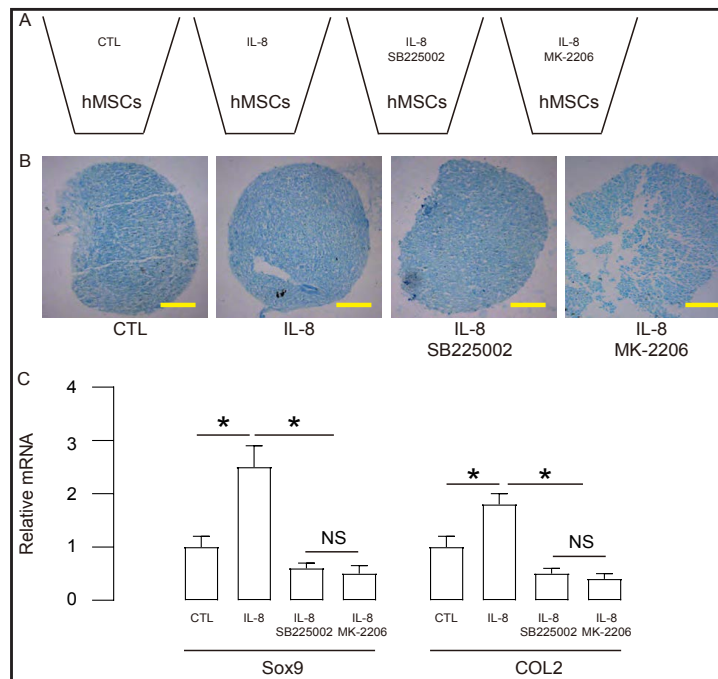 A
CTL
IL-8
IL-8
SB225002
IL-8
MK-2206
hMSCs
hMSCs
hMSCs
hMSCs
B
CTL
IL-8
IL-8
SB225002
IL-8
MK-2206
C
Relative mRNA
4
3
2
1
0
*
*
NS
*
*
NS
CTL
IL-8
IL-8
SB225002
IL-8
MK-2206
CTL
IL-8
IL-8
SB225002
IL-8
MK-2206
Sox9
COL2